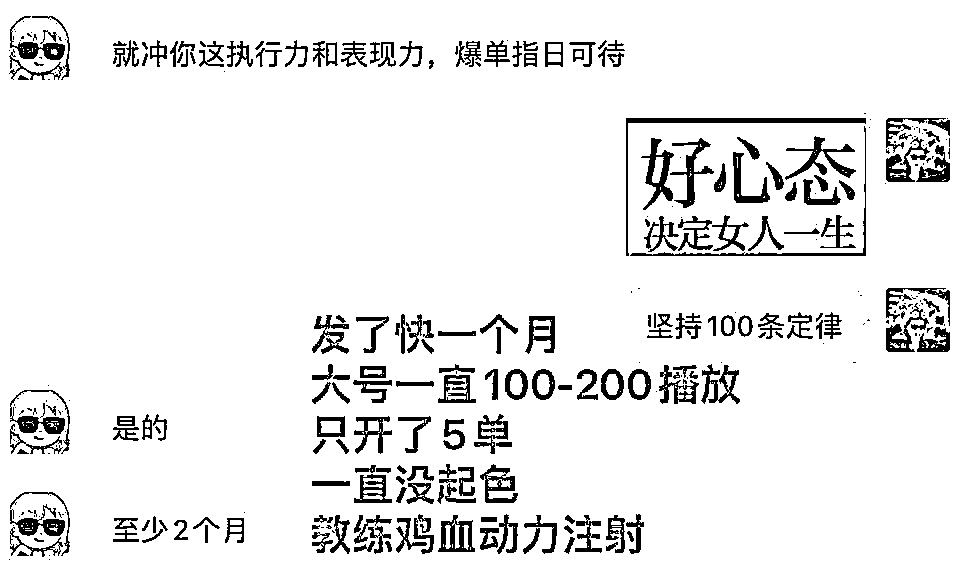 就冲你这执行力和表现力，爆单指日可待
好心态
决定女人一生
坚持100条定律
发了快一个月
大号一直100-200播放
只开了5单
一直没起色
教练鸡血动力注射
是的
至少2个月